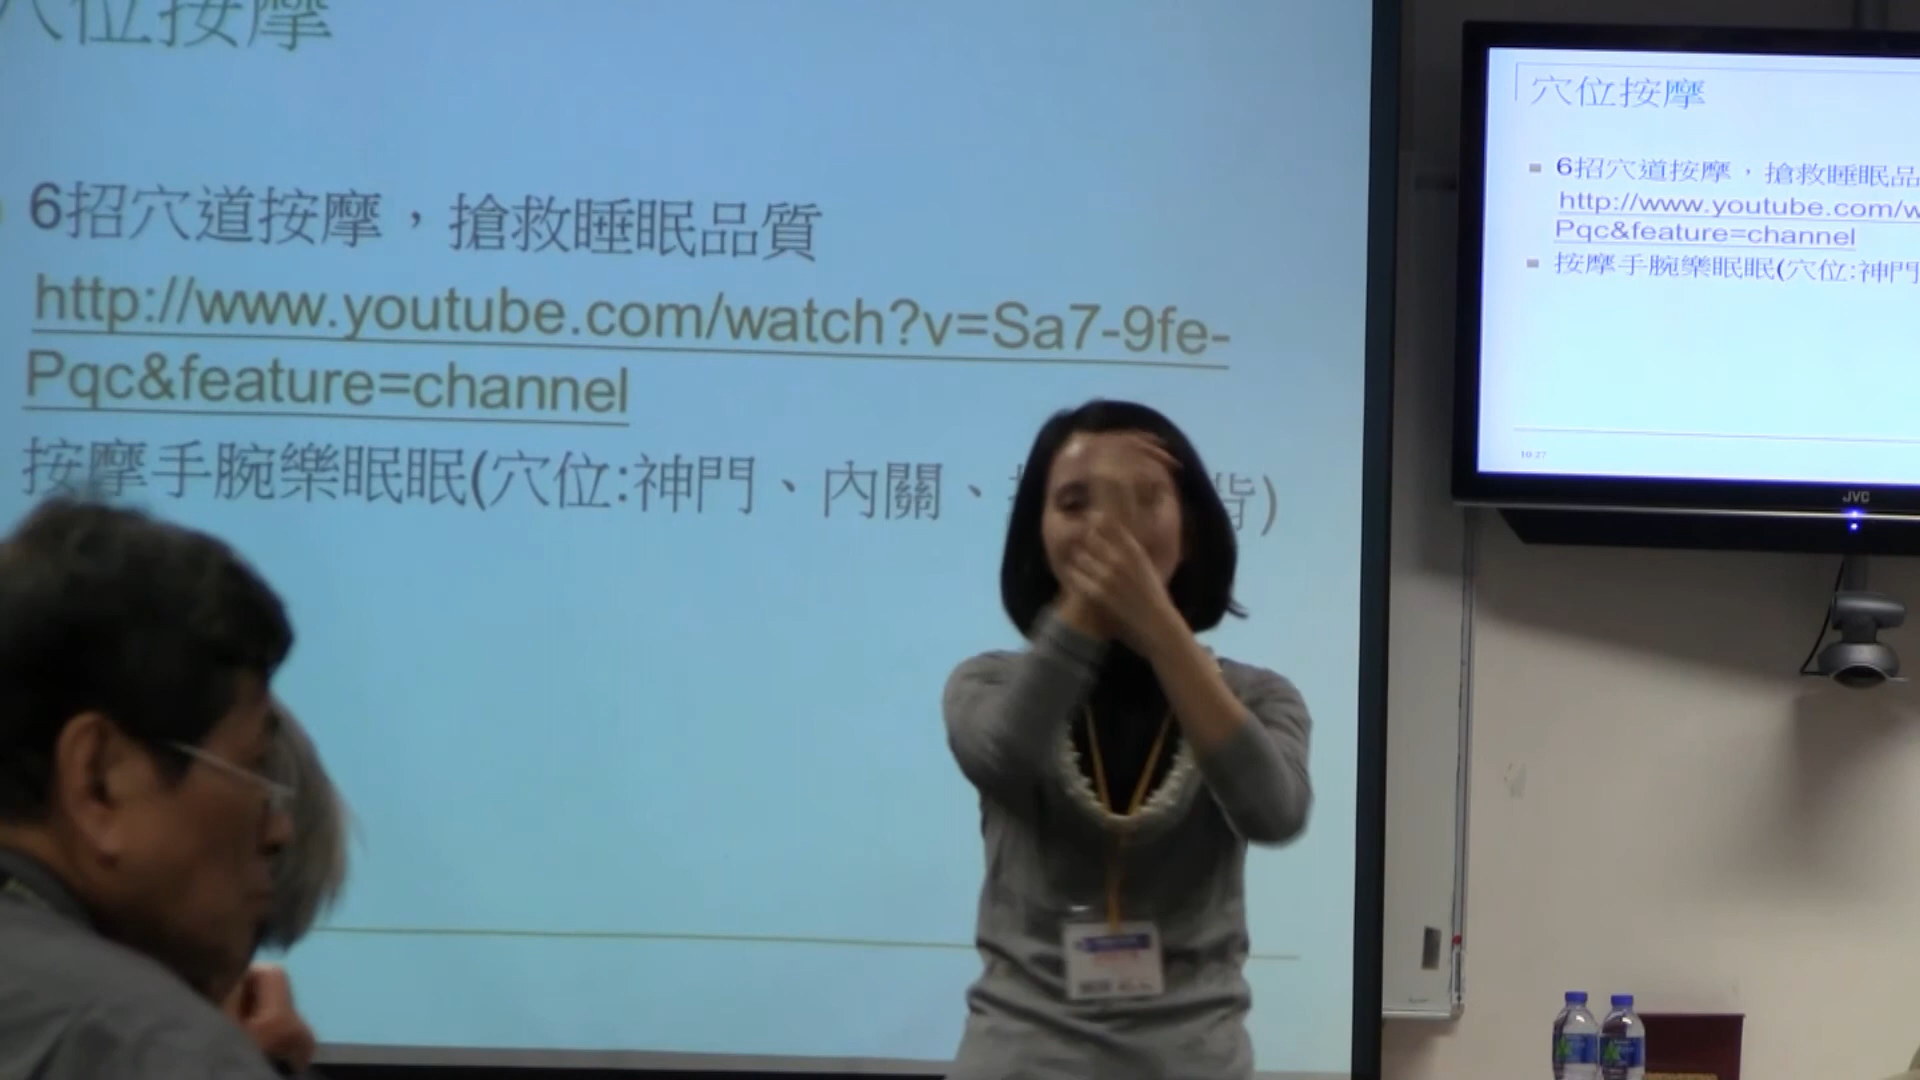 穴位按摩
6招穴道按摩，搶救睡眠品質
http://www.youtube.com/watch?v=Sa7-9fe-
Pqc&feature=channel
按摩手腕樂眠眠(穴位:神門、內關、 背)
穴位按摩
6招穴道按摩，搶救睡眠品
http://www.youtube.com/w
Pqc&feature=channel
按摩手腕樂眠眠(穴位:神門
10:27
JVC